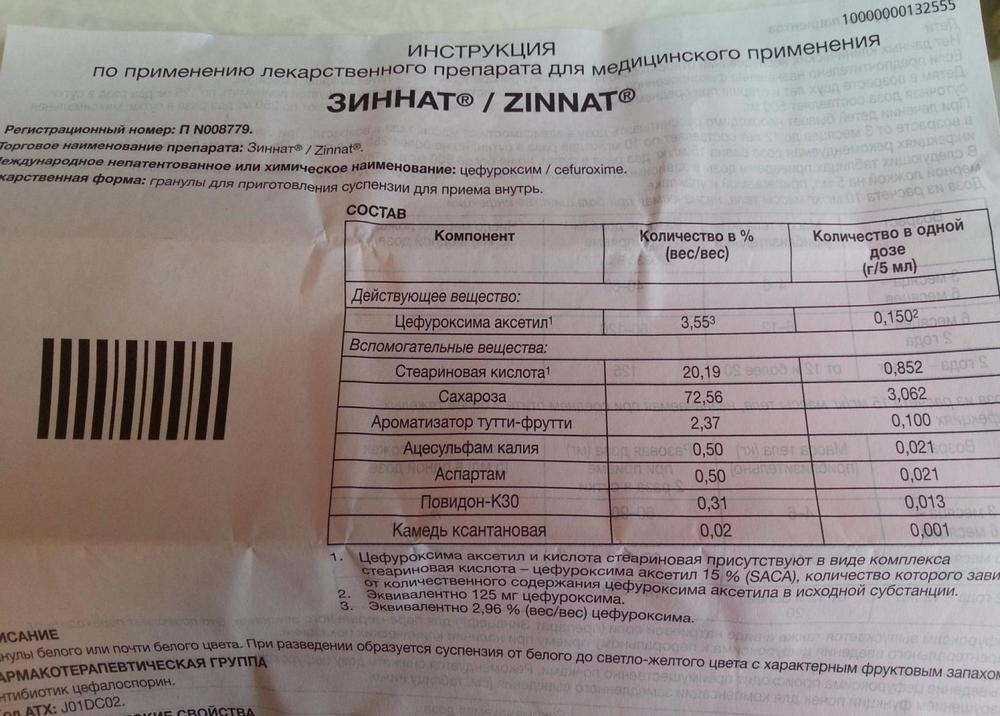 10000000132555
ИНСТРУКЦИЯ
по применению лекарственного препарата для медицинского применения
ЗИННАТ® / ZINNAT®
Регистрационный номер: П N008779.
Торговое наименование препарата: Зиннат® / Zinnat®.
Международное непатентованное или химическое наименование: цефуроксим / cefuroxime.
карственная форма: гранулы для приготовления суспензии для приема внутрь.
СОСТАВ
Компонент Количество в % (вес/вес) Количество в одной дозе (г/5 мл)
Действующее вещество:
Цефуроксима аксетил¹ 3,55³ 0,150²
Вспомогательные вещества:
Стеариновая кислота¹ 20,19 0,852
Сахароза 72,56 3,062
Ароматизатор тутти-фрутти 2,37 0,100
Ацесульфам калия 0,50 0,021
Аспартам 0,50 0,021
Повидон-К30 0,31 0,013
Камедь ксантановая 0,02 0,001
1. Цефуроксима аксетил и кислота стеариновая присутствуют в виде комплекса
стеариновая кислота – цефуроксима аксетил 15 % (SACA), количество которого зави
от количественного содержания цефуроксима аксетила в исходной субстанции.
2. Эквивалентно 125 мг цефуроксима.
3. Эквивалентно 2,96 % (вес/вес) цефуроксима.
ИСАНИЕ
нулы белого или почти белого цвета. При разведении образуется суспензия от белого до светло-желтого цвета с характерным фруктовым запахом
АРМАКОТЕРАПЕВТИЧЕСКАЯ ГРУППА
нтибиотик цефалоспорин.
од АТХ: J01DC02.
СВОЙСТВА